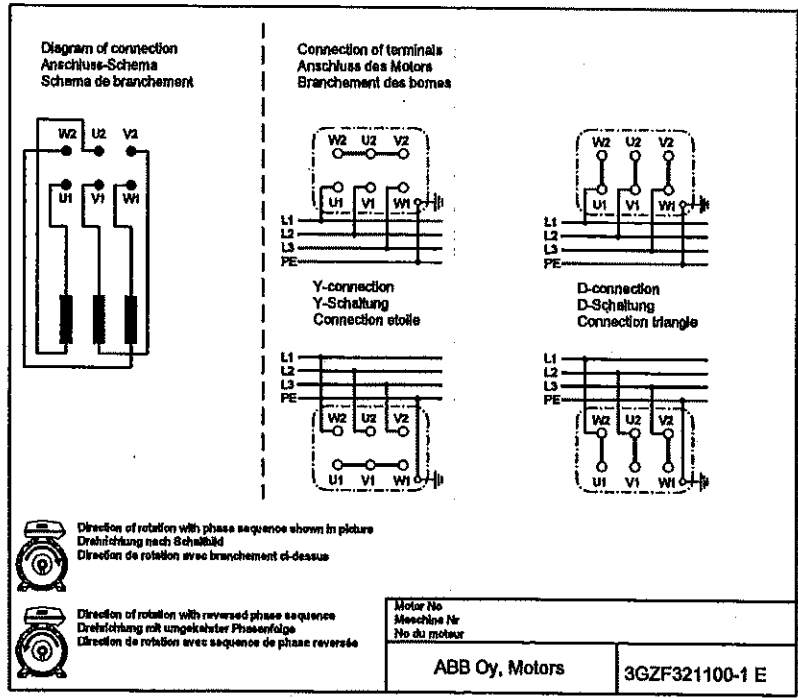 Diagram of connection
Anschluss-Schema
Schema de branchement
W2 U2 V2
U1 V1 W1
Connection of terminals
Anschluss des Motors
Branchement des bornes
W2 U2 V2
U1 V1 W1
L1
L2
L3
PE
Y-connection
Y-Schaltung
Connection etoile
L1
L2
L3
PE
W2 U2 V2
U1 V1 W1
W2 U2 V2
U1 V1 W1
L1
L2
L3
PE
D-connection
D-Schaltung
Connection triangle
L1
L2
L3
PE
W2 U2 V2
U1 V1 W1
Direction of rotation with phase sequence shown in picture
Drehrichtung nach Schaltbild
Direction de rotation avec branchement ci-dessus
Direction of rotation with reversed phase sequence
Drehrichtung mit umgekehrter Phasenfolge
Direction de rotation avec sequence de phase reversée
Motor No
Maschine Nr
No du moteur
ABB Oy, Motors
3GZF321100-1 E